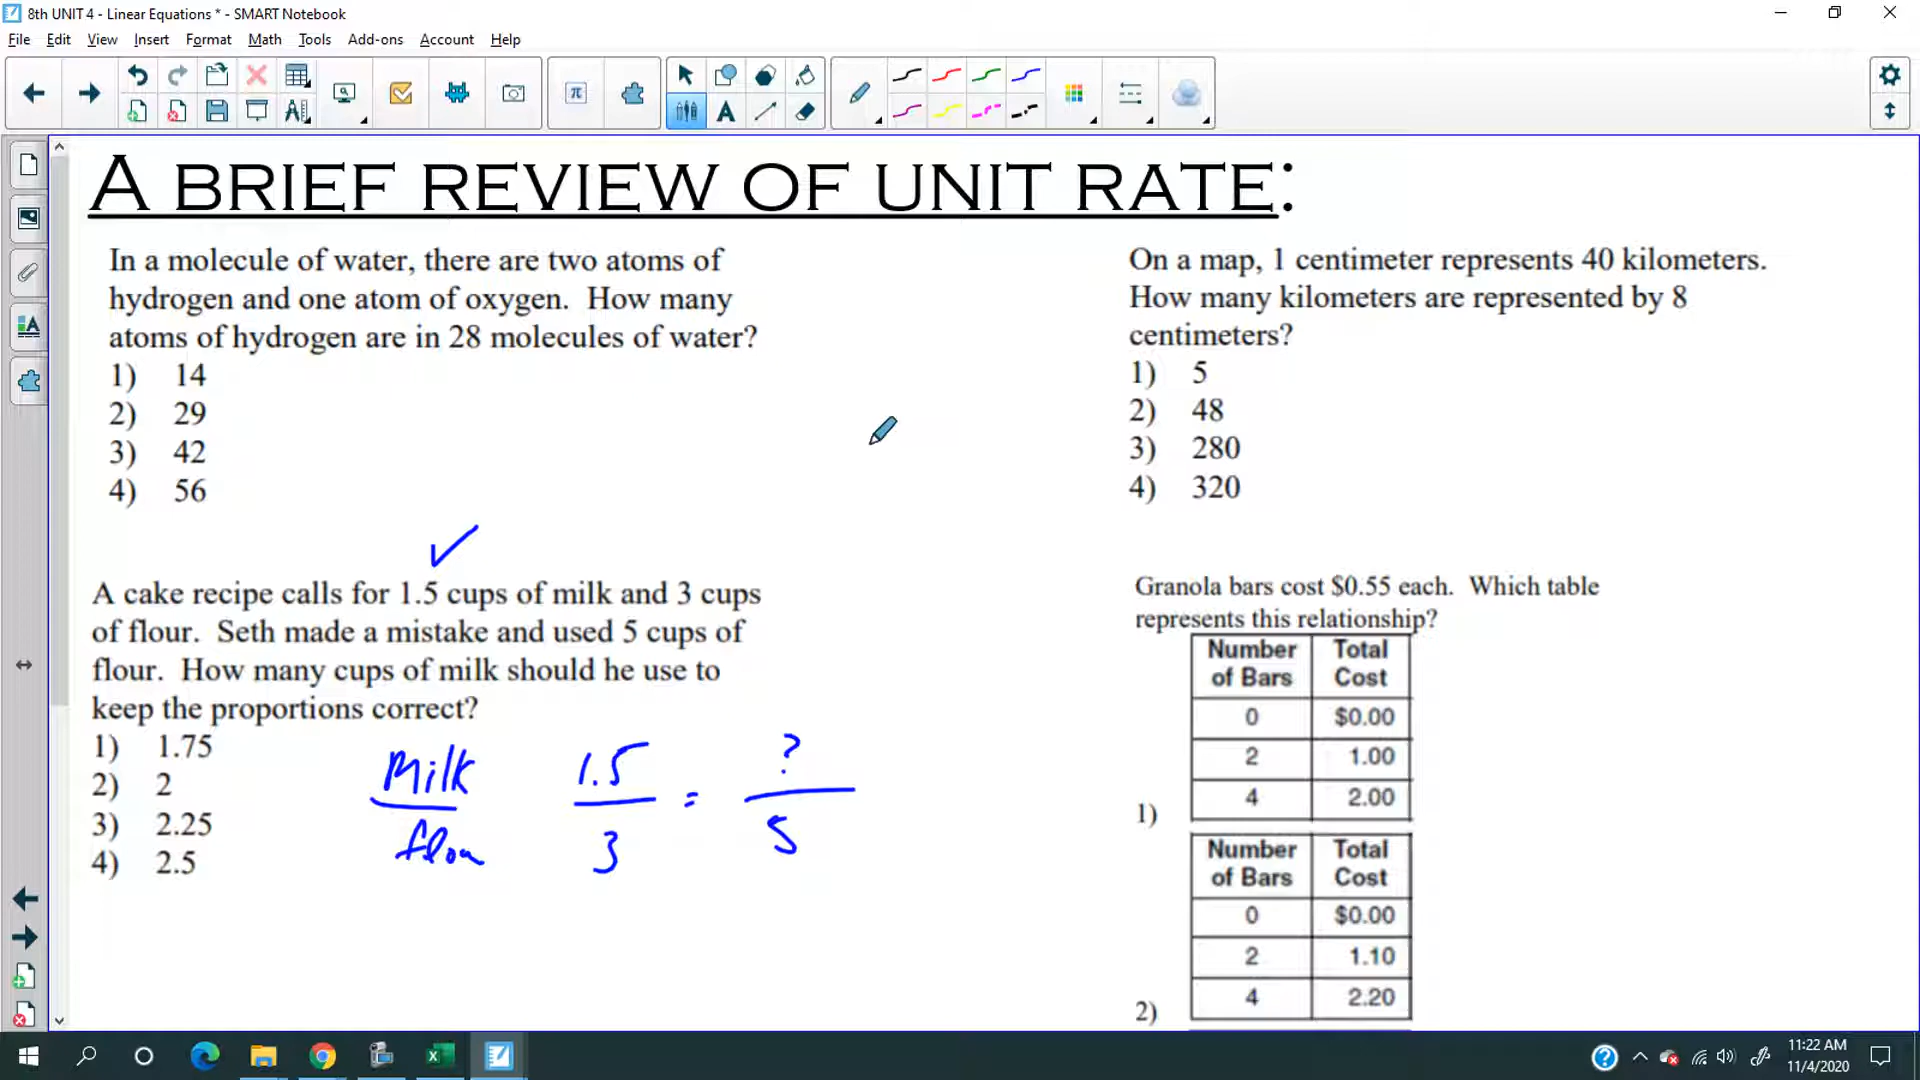 8th UNIT 4 - Linear Equations * - SMART Notebook
File Edit View Insert Format Math Tools Add-ons Account Help
A BRIEF REVIEW OF UNIT RATE:
In a molecule of water, there are two atoms of
hydrogen and one atom of oxygen. How many
atoms of hydrogen are in 28 molecules of water?
1) 14
2) 29
3) 42
4) 56
A cake recipe calls for 1.5 cups of milk and 3 cups
of flour. Seth made a mistake and used 5 cups of
flour. How many cups of milk should he use to
keep the proportions correct?
1) 1.75
2) 2
3) 2.25
4) 2.5
Milk 1.5 = ?
flour 3 5
On a map, 1 centimeter represents 40 kilometers.
How many kilometers are represented by 8
centimeters?
1) 5
2) 48
3) 280
4) 320
Granola bars cost $0.55 each. Which table
represents this relationship?
Number Total
of Bars Cost
0 $0.00
2 1.00
4 2.00
1)
Number Total
of Bars Cost
0 $0.00
2 1.10
4 2.20
2)
11:22 AM
11/4/2020